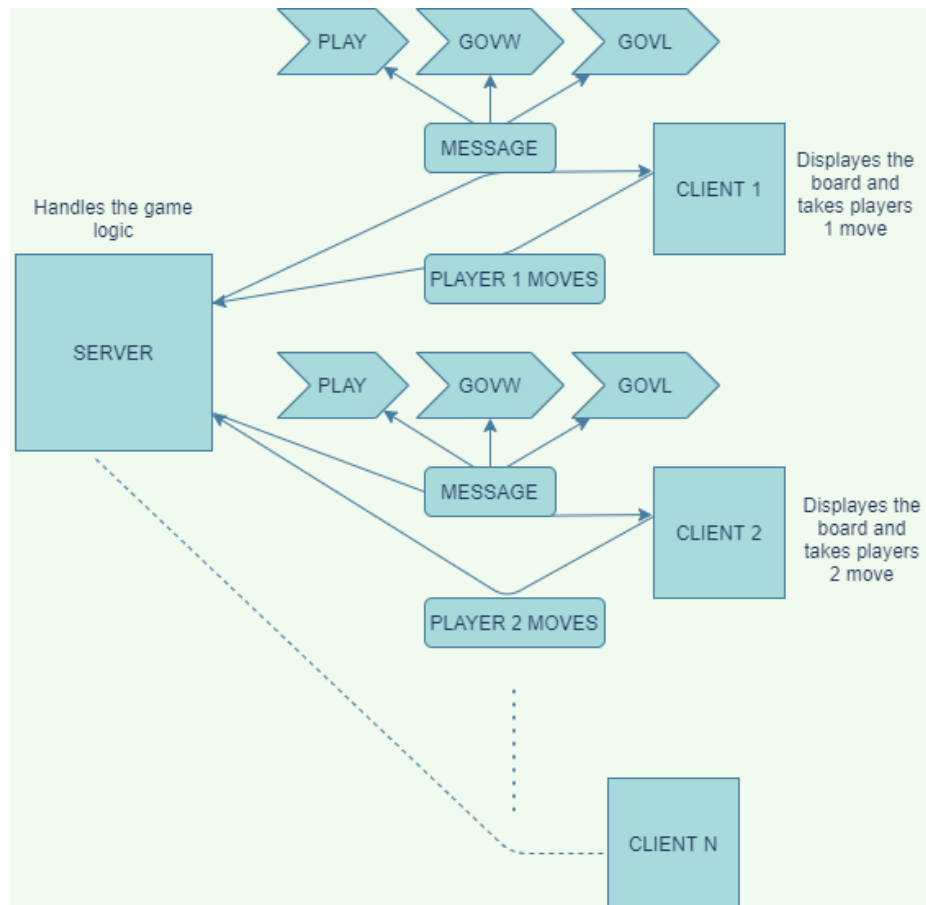 PLAY
GOVW
GOVL
MESSAGE
CLIENT 1
Displayes the
board and
takes players
1 move
Handles the game
logic
PLAYER 1 MOVES
SERVER
PLAY
GOVW
GOVL
MESSAGE
CLIENT 2
Displayes the
board and
takes players
2 move
PLAYER 2 MOVES
CLIENT N